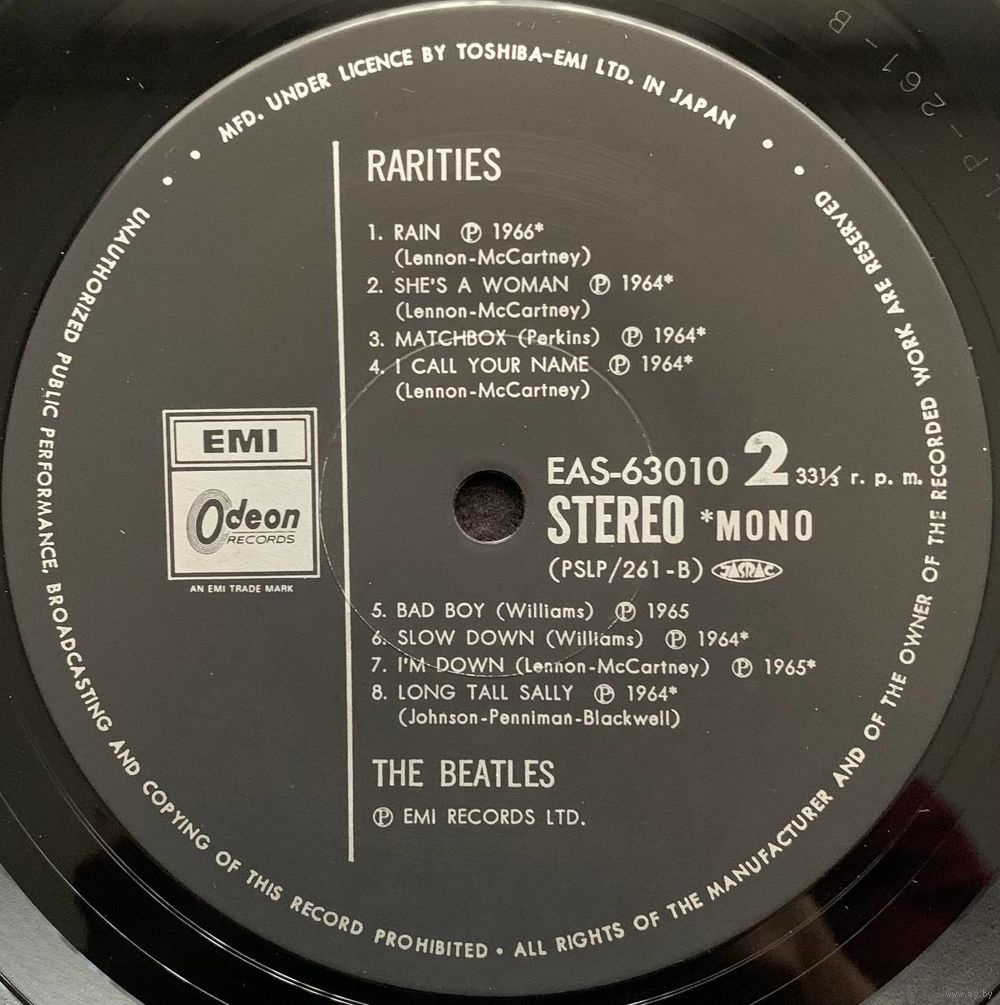 MFD. UNDER LICENCE BY TOSHIBA-EMI LTD. IN JAPAN
RARITIES
1. RAIN Ⓟ 1966*
(Lennon-McCartney)
2. SHE'S A WOMAN Ⓟ 1964*
(Lennon-McCartney)
3. MATCHBOX (Perkins) Ⓟ 1964*
4. I CALL YOUR NAME Ⓟ 1964*
(Lennon-McCartney)
EMI
Odeon
RECORDS
AN EMI TRADE MARK
EAS-63010 2 33⅓ r. p. m.
STEREO *MONO
(PSLP/261-B) JASRAC
5. BAD BOY (Williams) Ⓟ 1965
6. SLOW DOWN (Williams) Ⓟ 1964*
7. I'M DOWN (Lennon-McCartney) Ⓟ 1965*
8. LONG TALL SALLY Ⓟ 1964*
(Johnson-Penniman-Blackwell)
THE BEATLES
Ⓟ EMI RECORDS LTD.
UNAUTHORIZED PUBLIC PERFORMANCE, BROADCASTING AND COPYING OF THIS RECORD PROHIBITED • ALL RIGHTS OF THE MANUFACTURER AND OF THE OWNER OF THE RECORDED WORK ARE RESERVED
LP-261-B
www.ay.by